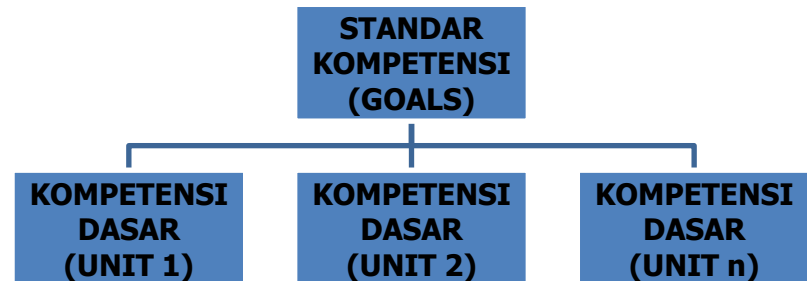 STANDAR
KOMPETENSI
(GOALS)
KOMPETENSI
DASAR
(UNIT 1)
KOMPETENSI
DASAR
(UNIT 2)
KOMPETENSI
DASAR
(UNIT n)